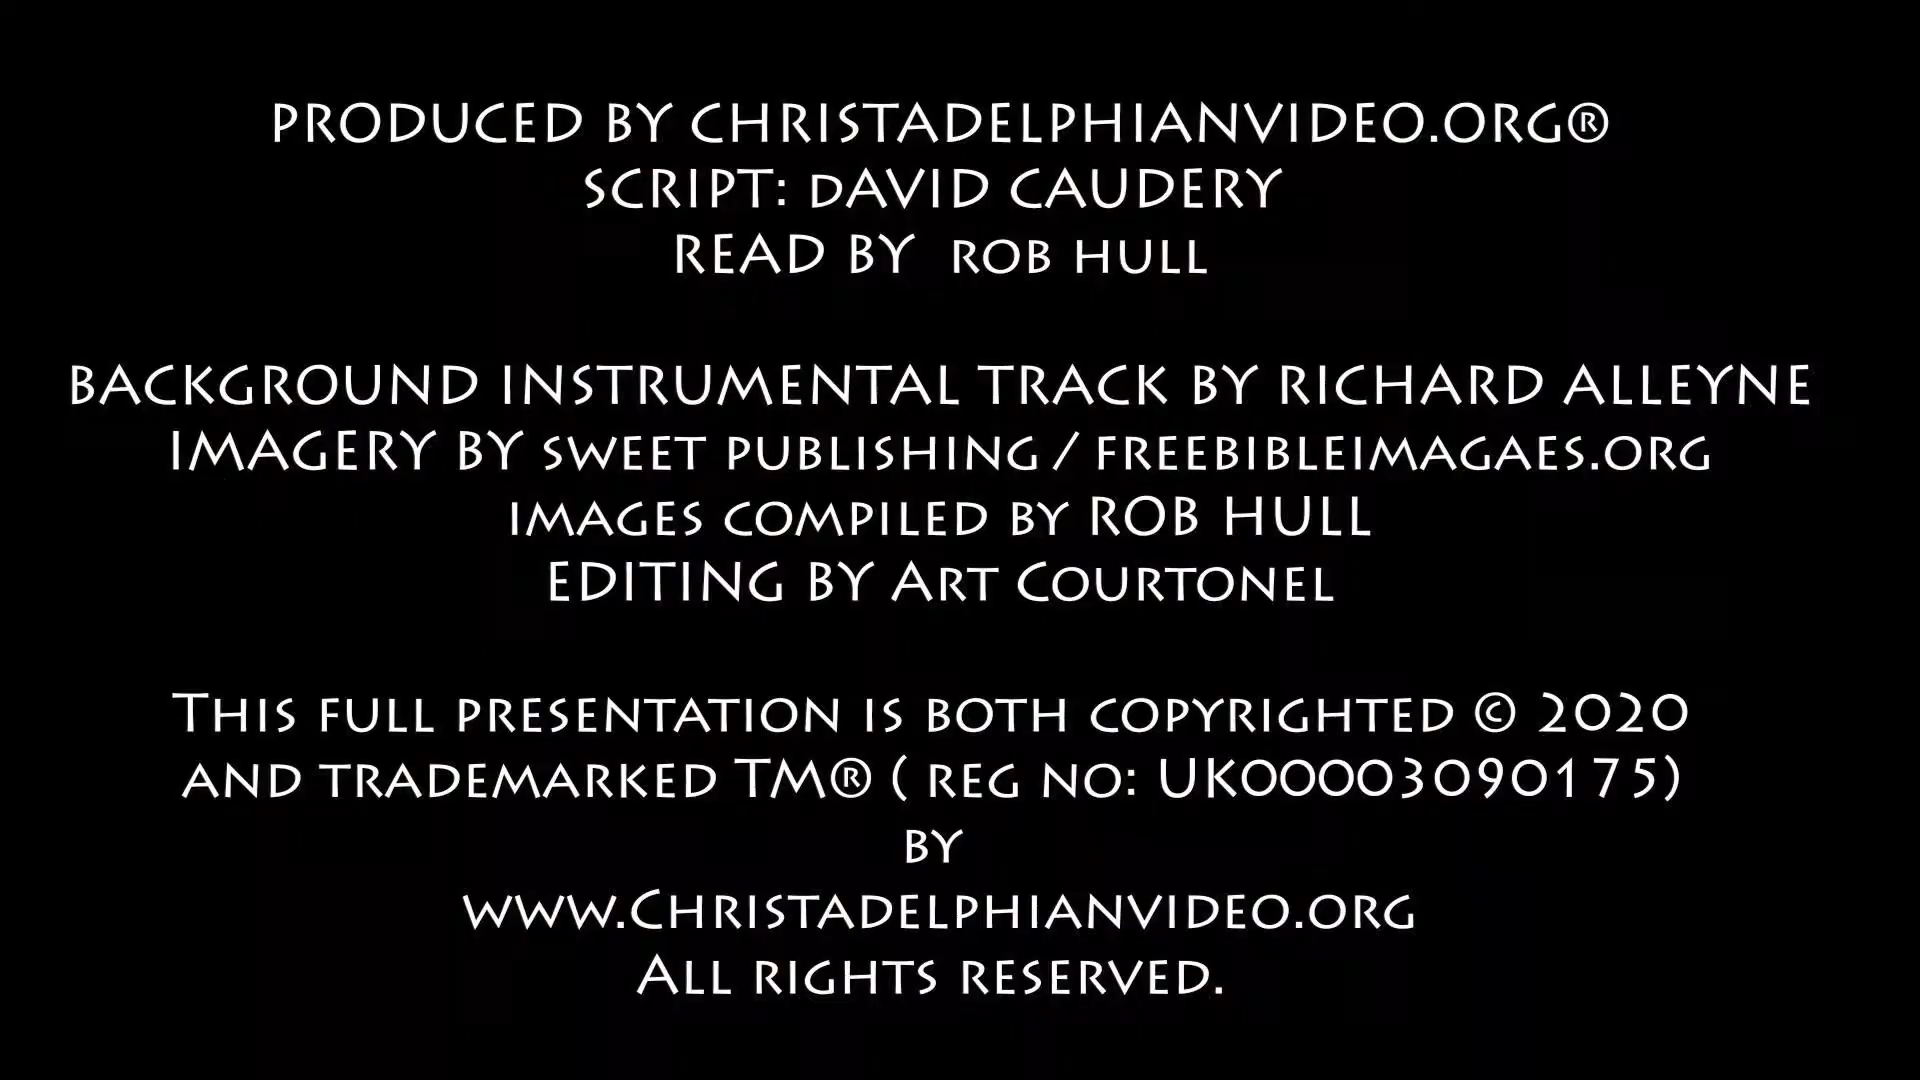 PRODUCED BY CHRISTADELPHIANVIDEO.ORG®
SCRIPT: dAVID CAUDERY
READ BY rob hull
BACKGROUND INSTRUMENTAL TRACK BY RICHARD ALLEYNE
IMAGERY BY sweet publishing / freebibleimagaes.org
images compiled by ROB HULL
EDITING BY Art Courtonel
This full presentation is both copyrighted © 2020
and trademarked TM® ( reg no: UK00003090175)
by
www.Christadelphianvideo.org
All rights reserved.